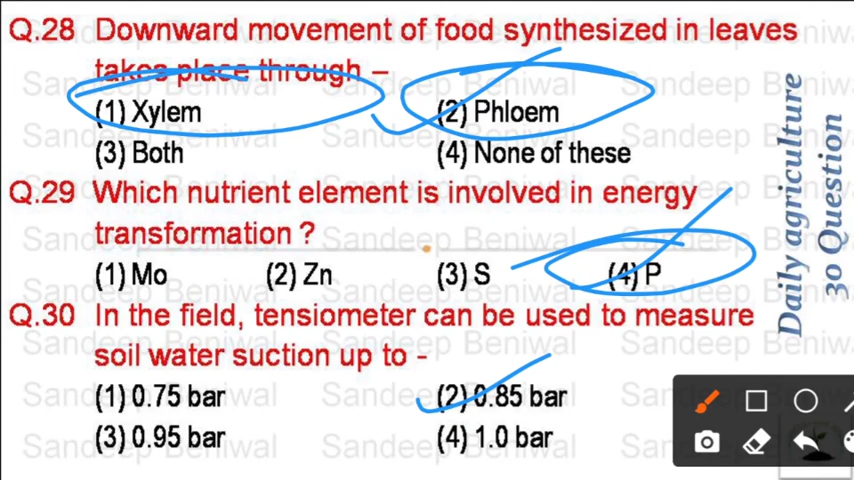 Q.28 Downward movement of food synthesized in leaves
takes place through –
(1) Xylem (2) Phloem
(3) Both (4) None of these
Q.29 Which nutrient element is involved in energy
transformation ?
(1) Mo (2) Zn (3) S (4) P
Q.30 In the field, tensiometer can be used to measure
soil water suction up to -
(1) 0.75 bar (2) 0.85 bar
(3) 0.95 bar (4) 1.0 bar
Daily agriculture
30 Question
Sandeep Beniwal